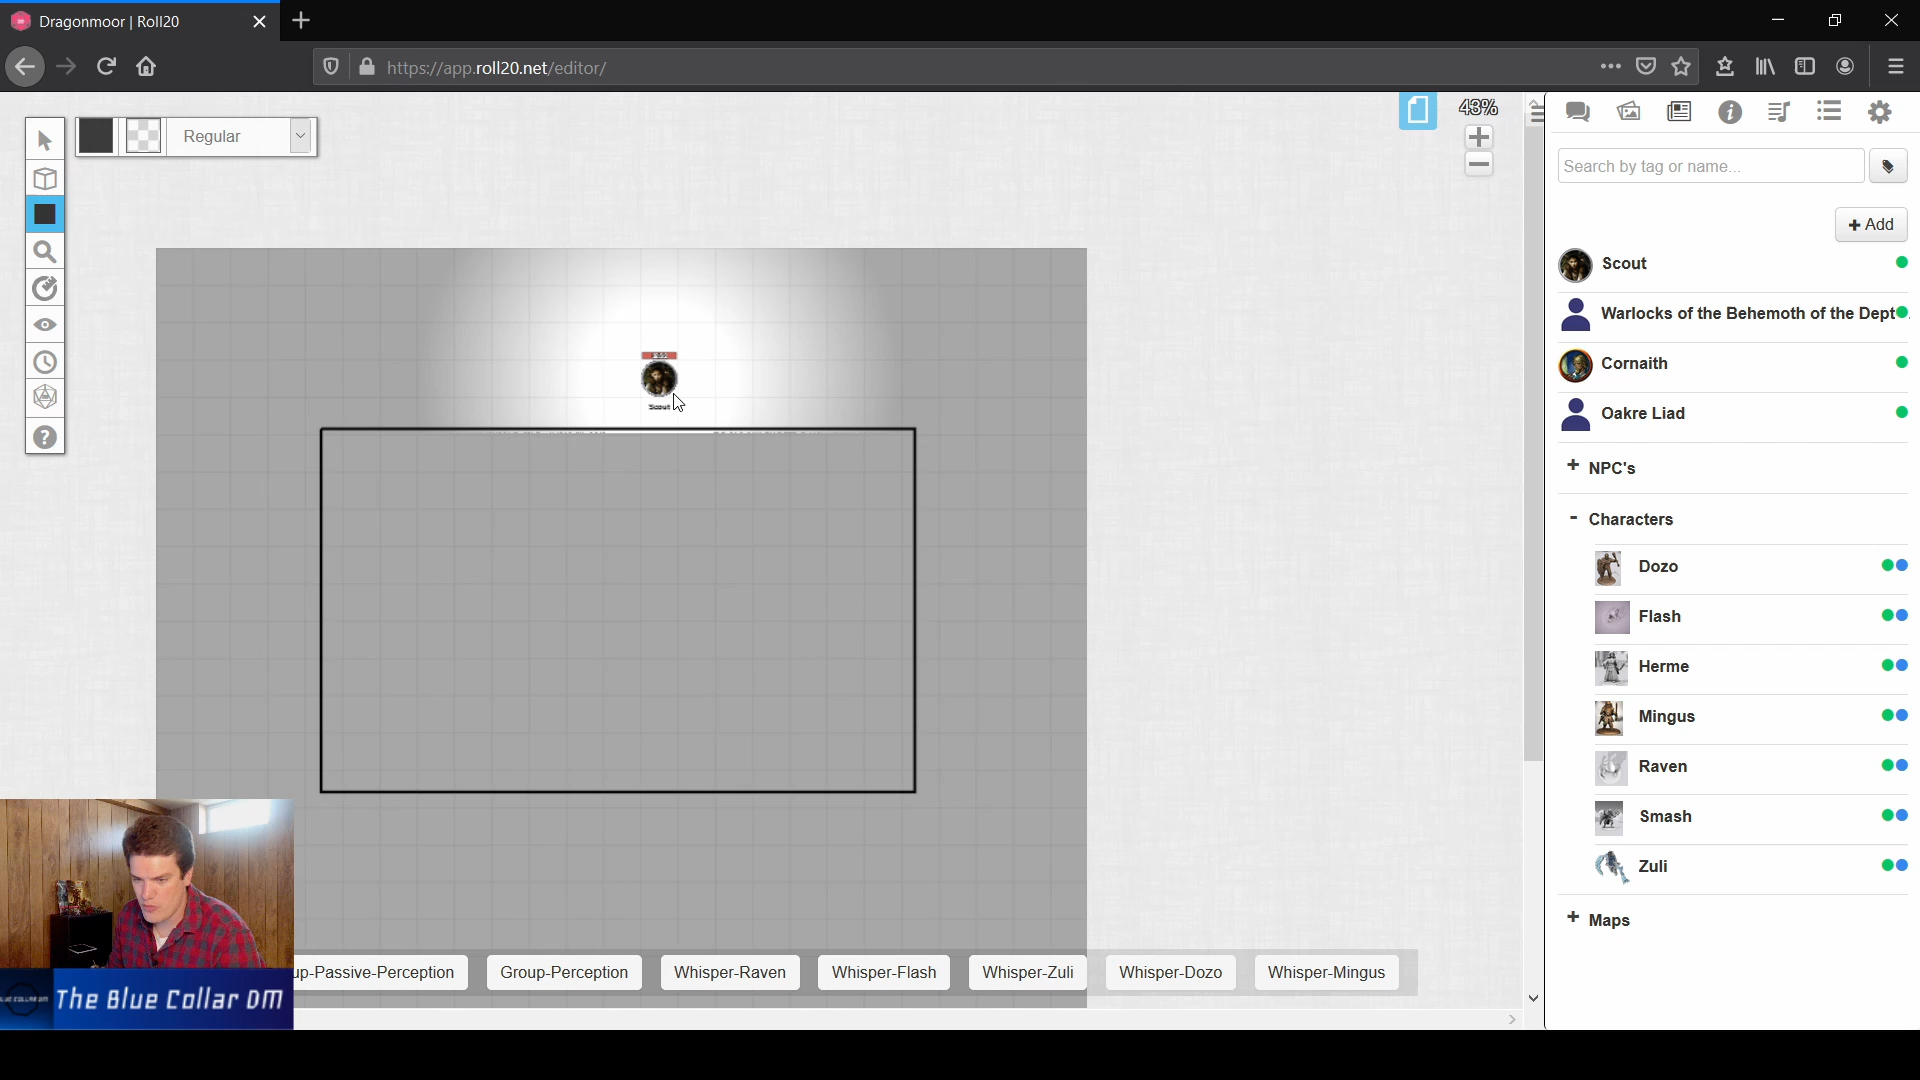 Dragonmoor | Roll20
https://app.roll20.net/editor/
Regular
43%
Search by tag or name...
+ Add
Scout
Warlocks of the Behemoth of the Dept
Cornaith
Oakre Liad
+ NPC's
- Characters
Dozo
Flash
Herme
Mingus
Raven
Smash
Zuli
+ Maps
Scout
up-Passive-Perception
Group-Perception
Whisper-Raven
Whisper-Flash
Whisper-Zuli
Whisper-Dozo
Whisper-Mingus
The Blue Collar DM